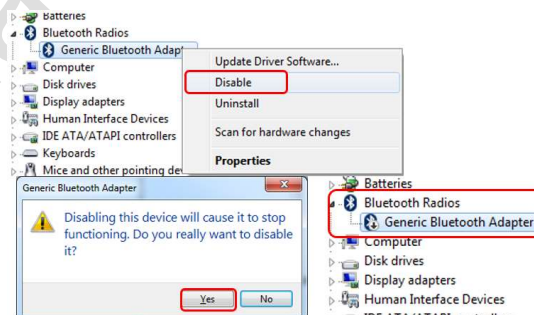 Batteries
Bluetooth Radios
Generic Bluetooth Adapt
Computer
Disk drives
Display adapters
Human Interface Devices
IDE ATA/ATAPI controllers
Keyboards
Mice and other pointing dev
Update Driver Software...
Disable
Uninstall
Scan for hardware changes
Properties
Generic Bluetooth Adapter
Disabling this device will cause it to stop
functioning. Do you really want to disable
it?
Yes
No
Batteries
Bluetooth Radios
Generic Bluetooth Adapter
Computer
Disk drives
Display adapters
Human Interface Devices